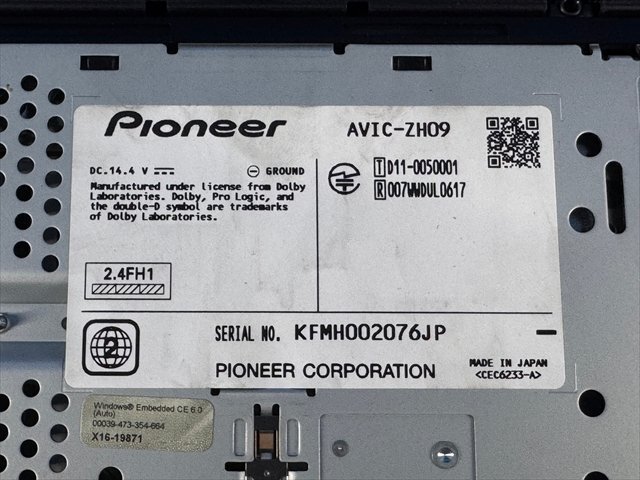 Pioneer
AVIC-ZH09
DC.14.4 V
GROUND
Manufactured under license from Dolby
Laboratories. Dolby, Pro Logic, and
the double-D symbol are trademarks
of Dolby Laboratories.
T D11-0050001
R 007WWDUL0617
2.4FH1
2
SERIAL NO. KFMH002076JP
PIONEER CORPORATION
MADE IN JAPAN
<CEC6233-A>
Windows® Embedded CE 6.0
(Auto)
00039-473-354-664
X16-19871